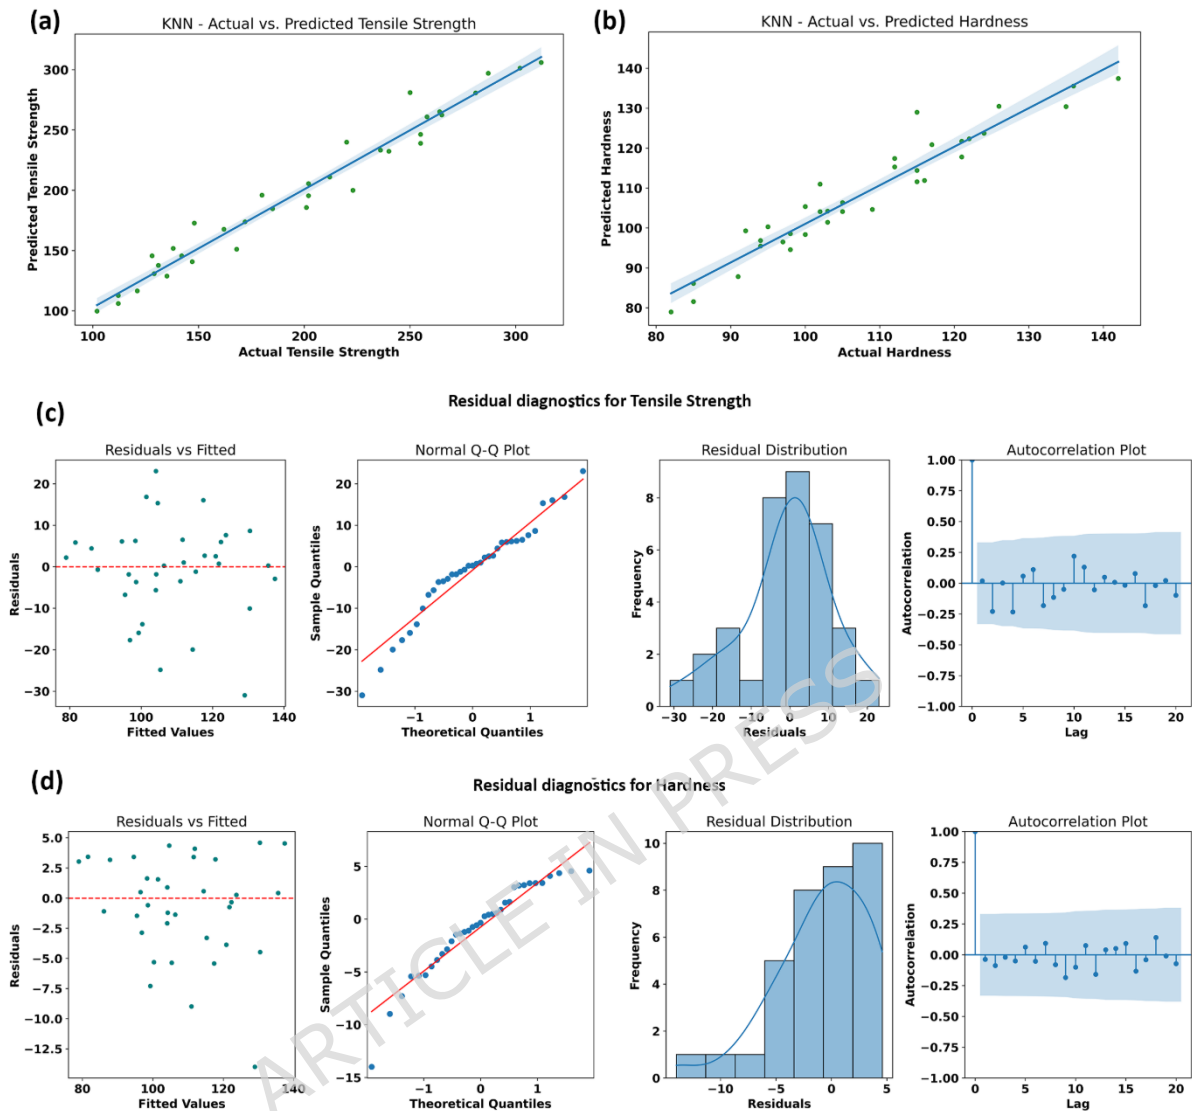 (a)
KNN - Actual vs. Predicted Tensile Strength
Predicted Tensile Strength
300
250
200
150
100
100 150 200 250 300
Actual Tensile Strength
(b)
KNN - Actual vs. Predicted Hardness
Predicted Hardness
140
130
120
110
100
90
80
80 90 100 110 120 130 140
Actual Hardness
(c)
Residual diagnostics for Tensile Strength
Residuals vs Fitted
Residuals
20
10
0
−10
−20
−30
80 100 120 140
Fitted Values
Normal Q-Q Plot
Sample Quantiles
20
10
0
−10
−20
−30
−1 0 1
Theoretical Quantiles
Residual Distribution
Frequency
8
6
4
2
0
−30 −20 −10 0 10 20
Residuals
Autocorrelation Plot
Autocorrelation
1.00
0.75
0.50
0.25
0.00
−0.25
−0.50
−0.75
−1.00
0 5 10 15 20
Lag
(d)
Residual diagnostics for Hardness
Residuals vs Fitted
Residuals
5.0
2.5
0.0
−2.5
−5.0
−7.5
−10.0
−12.5
80 100 120 140
Fitted Values
Normal Q-Q Plot
Sample Quantiles
5
0
−5
−10
−15
−1 0 1
Theoretical Quantiles
Residual Distribution
Frequency
10
8
6
4
2
0
−10 −5 0 5
Residuals
Autocorrelation Plot
Autocorrelation
1.00
0.75
0.50
0.25
0.00
−0.25
−0.50
−0.75
−1.00
0 5 10 15 20
Lag
ARTICLE IN PRESS